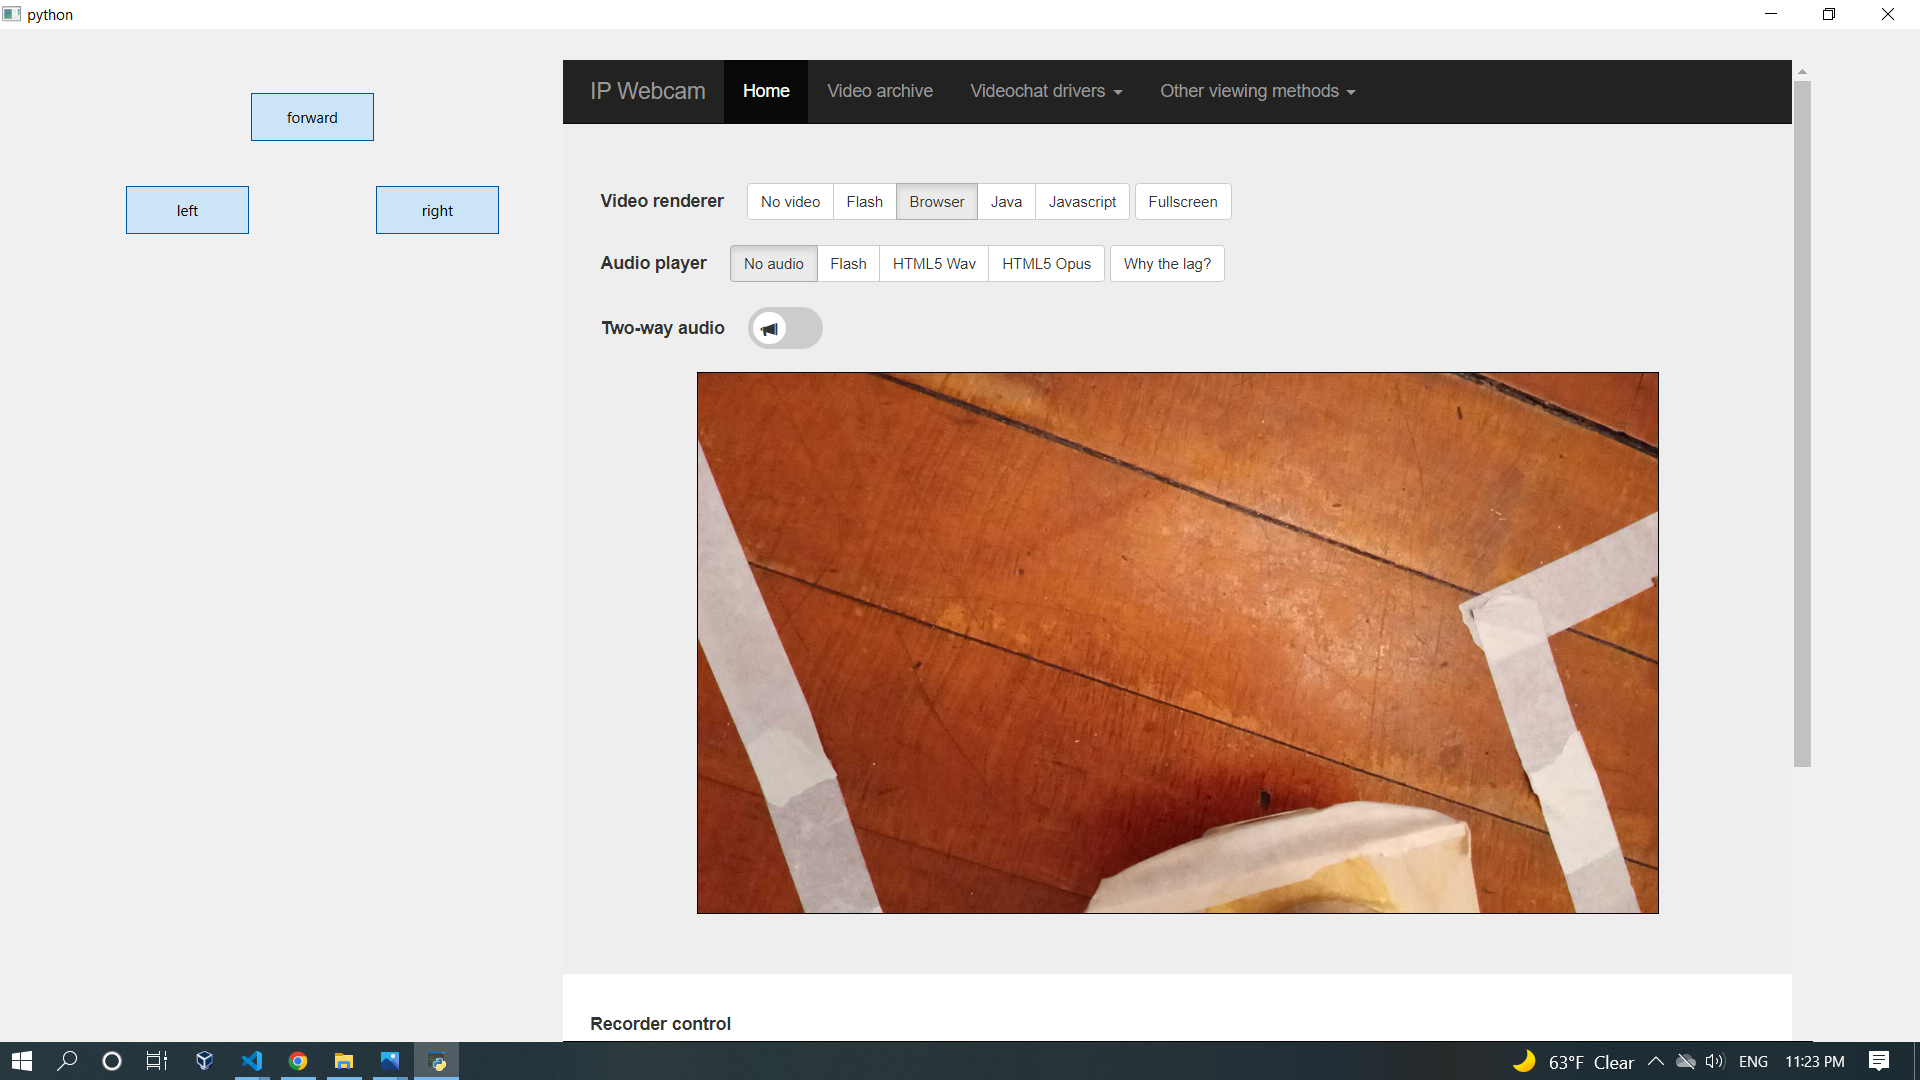 python
forward
left
right
IP Webcam Home Video archive Videochat drivers Other viewing methods
Video renderer No video Flash Browser Java Javascript Fullscreen
Audio player No audio Flash HTML5 Wav HTML5 Opus Why the lag?
Two-way audio
Recorder control
63°F Clear ENG 11:23 PM